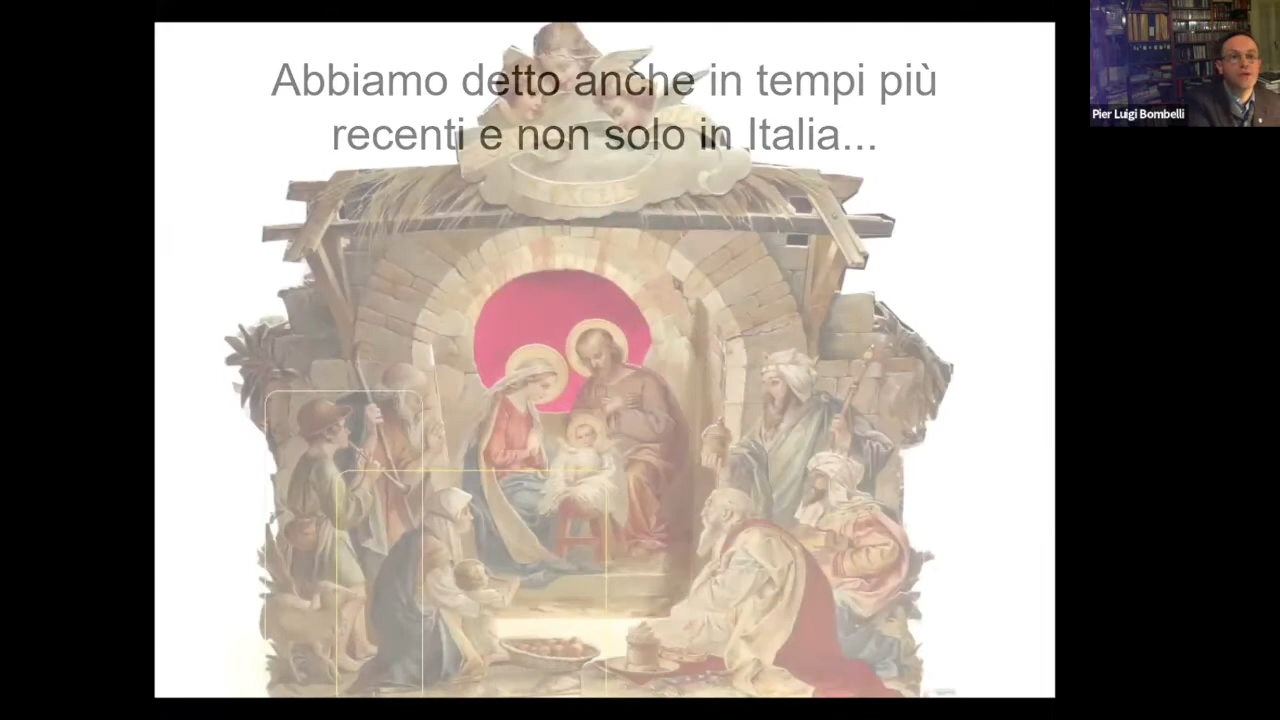 Abbiamo detto anche in tempi più
recenti e non solo in Italia...
Pier Luigi Bombelli